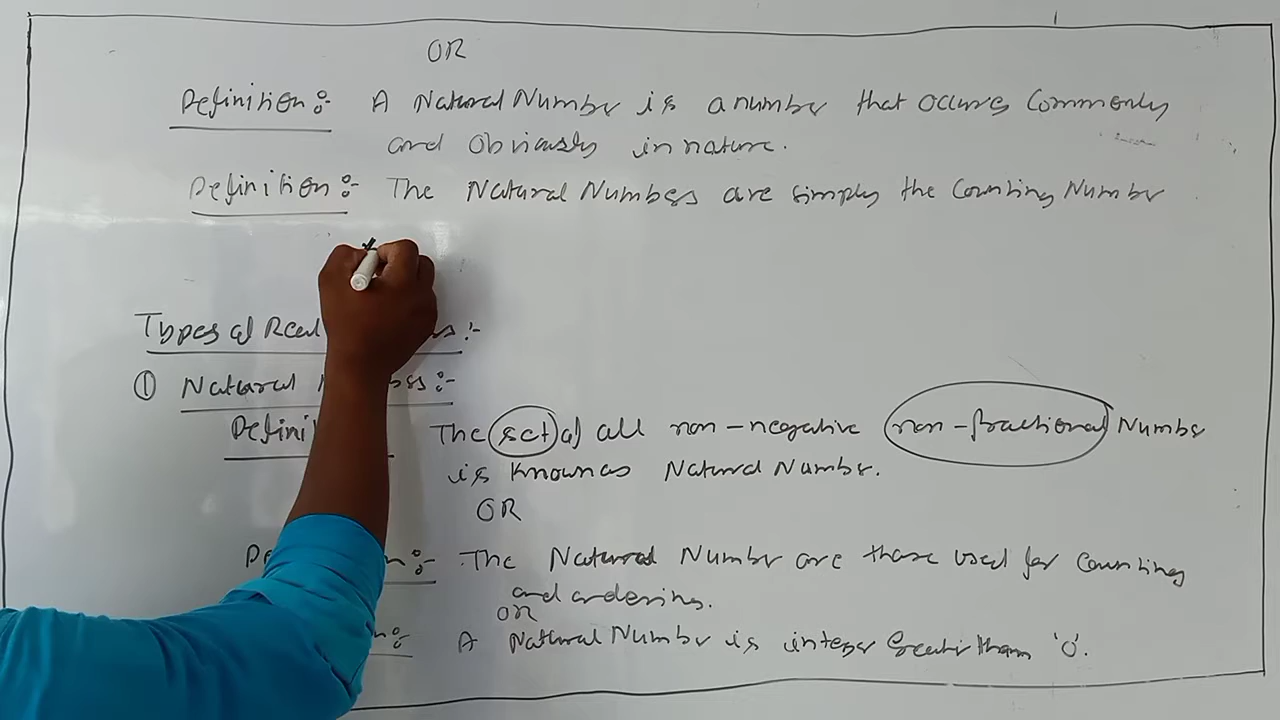 OR
Definition:- A Natural Number is a number that occures Commonly
and obviously in nature.
Definition:- The Natural Numbers are simply the Counting Number
Types of Real
① Natural
The set of all non-negative non-fractional Number
is known as Natural Number.
OR
The Natural Number are those used for Counting
and ordering.
OR
A Natural Number is integer Greater than '0'.